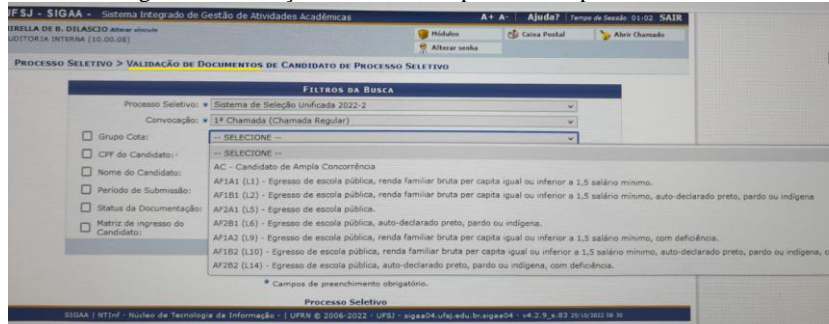 UFSJ - SIGAA - Sistema Integrado de Gestão de Atividades Acadêmicas A+ A- Ajuda? Tempo de Sessão: 01:02 SAIR
MIRELLA DE B. DILASCIO Alterar vínculo
AUDITORIA INTERNA (10.00.08)
Módulos Caixa Postal Abrir Chamado
Alterar senha
PROCESSO SELETIVO > VALIDAÇÃO DE DOCUMENTOS DE CANDIDATO DE PROCESSO SELETIVO
FILTROS DA BUSCA
Processo Seletivo: Sistema de Seleção Unificada 2022-2
Convocação: 1ª Chamada (Chamada Regular)
Grupo Cota: -- SELECIONE --
CPF do Candidato: -- SELECIONE --
AC - Candidato de Ampla Concorrência
Nome do Candidato: AF1A1 (L1) - Egresso de escola pública, renda familiar bruta per capita igual ou inferior a 1,5 salário mínimo.
Período de Submissão: AF1B1 (L2) - Egresso de escola pública, renda familiar bruta per capita igual ou inferior a 1,5 salário mínimo, auto-declarado preto, pardo ou indígena
Status da Documentação: AF2A1 (L5) - Egresso de escola pública.
AF2B1 (L6) - Egresso de escola pública, auto-declarado preto, pardo ou indígena.
Matriz de ingresso do Candidato: AF1A2 (L9) - Egresso de escola pública, renda familiar bruta per capita igual ou inferior a 1,5 salário mínimo, com deficiência.
AF1B2 (L10) - Egresso de escola pública, renda familiar bruta per capita igual ou inferior a 1,5 salário mínimo, auto-declarado preto, pardo ou indígena, c
AF2B2 (L14) - Egresso de escola pública, auto-declarado preto, pardo ou indígena, com deficiência.
* Campos de preenchimento obrigatório.
Processo Seletivo
SIGAA | NTInf - Núcleo de Tecnologia da Informação - | UFRN © 2006-2022 - UFSJ - sigaa04.ufsj.edu.br.sigaa04 - v4.2.9_s.83 25/10/2022 08:30